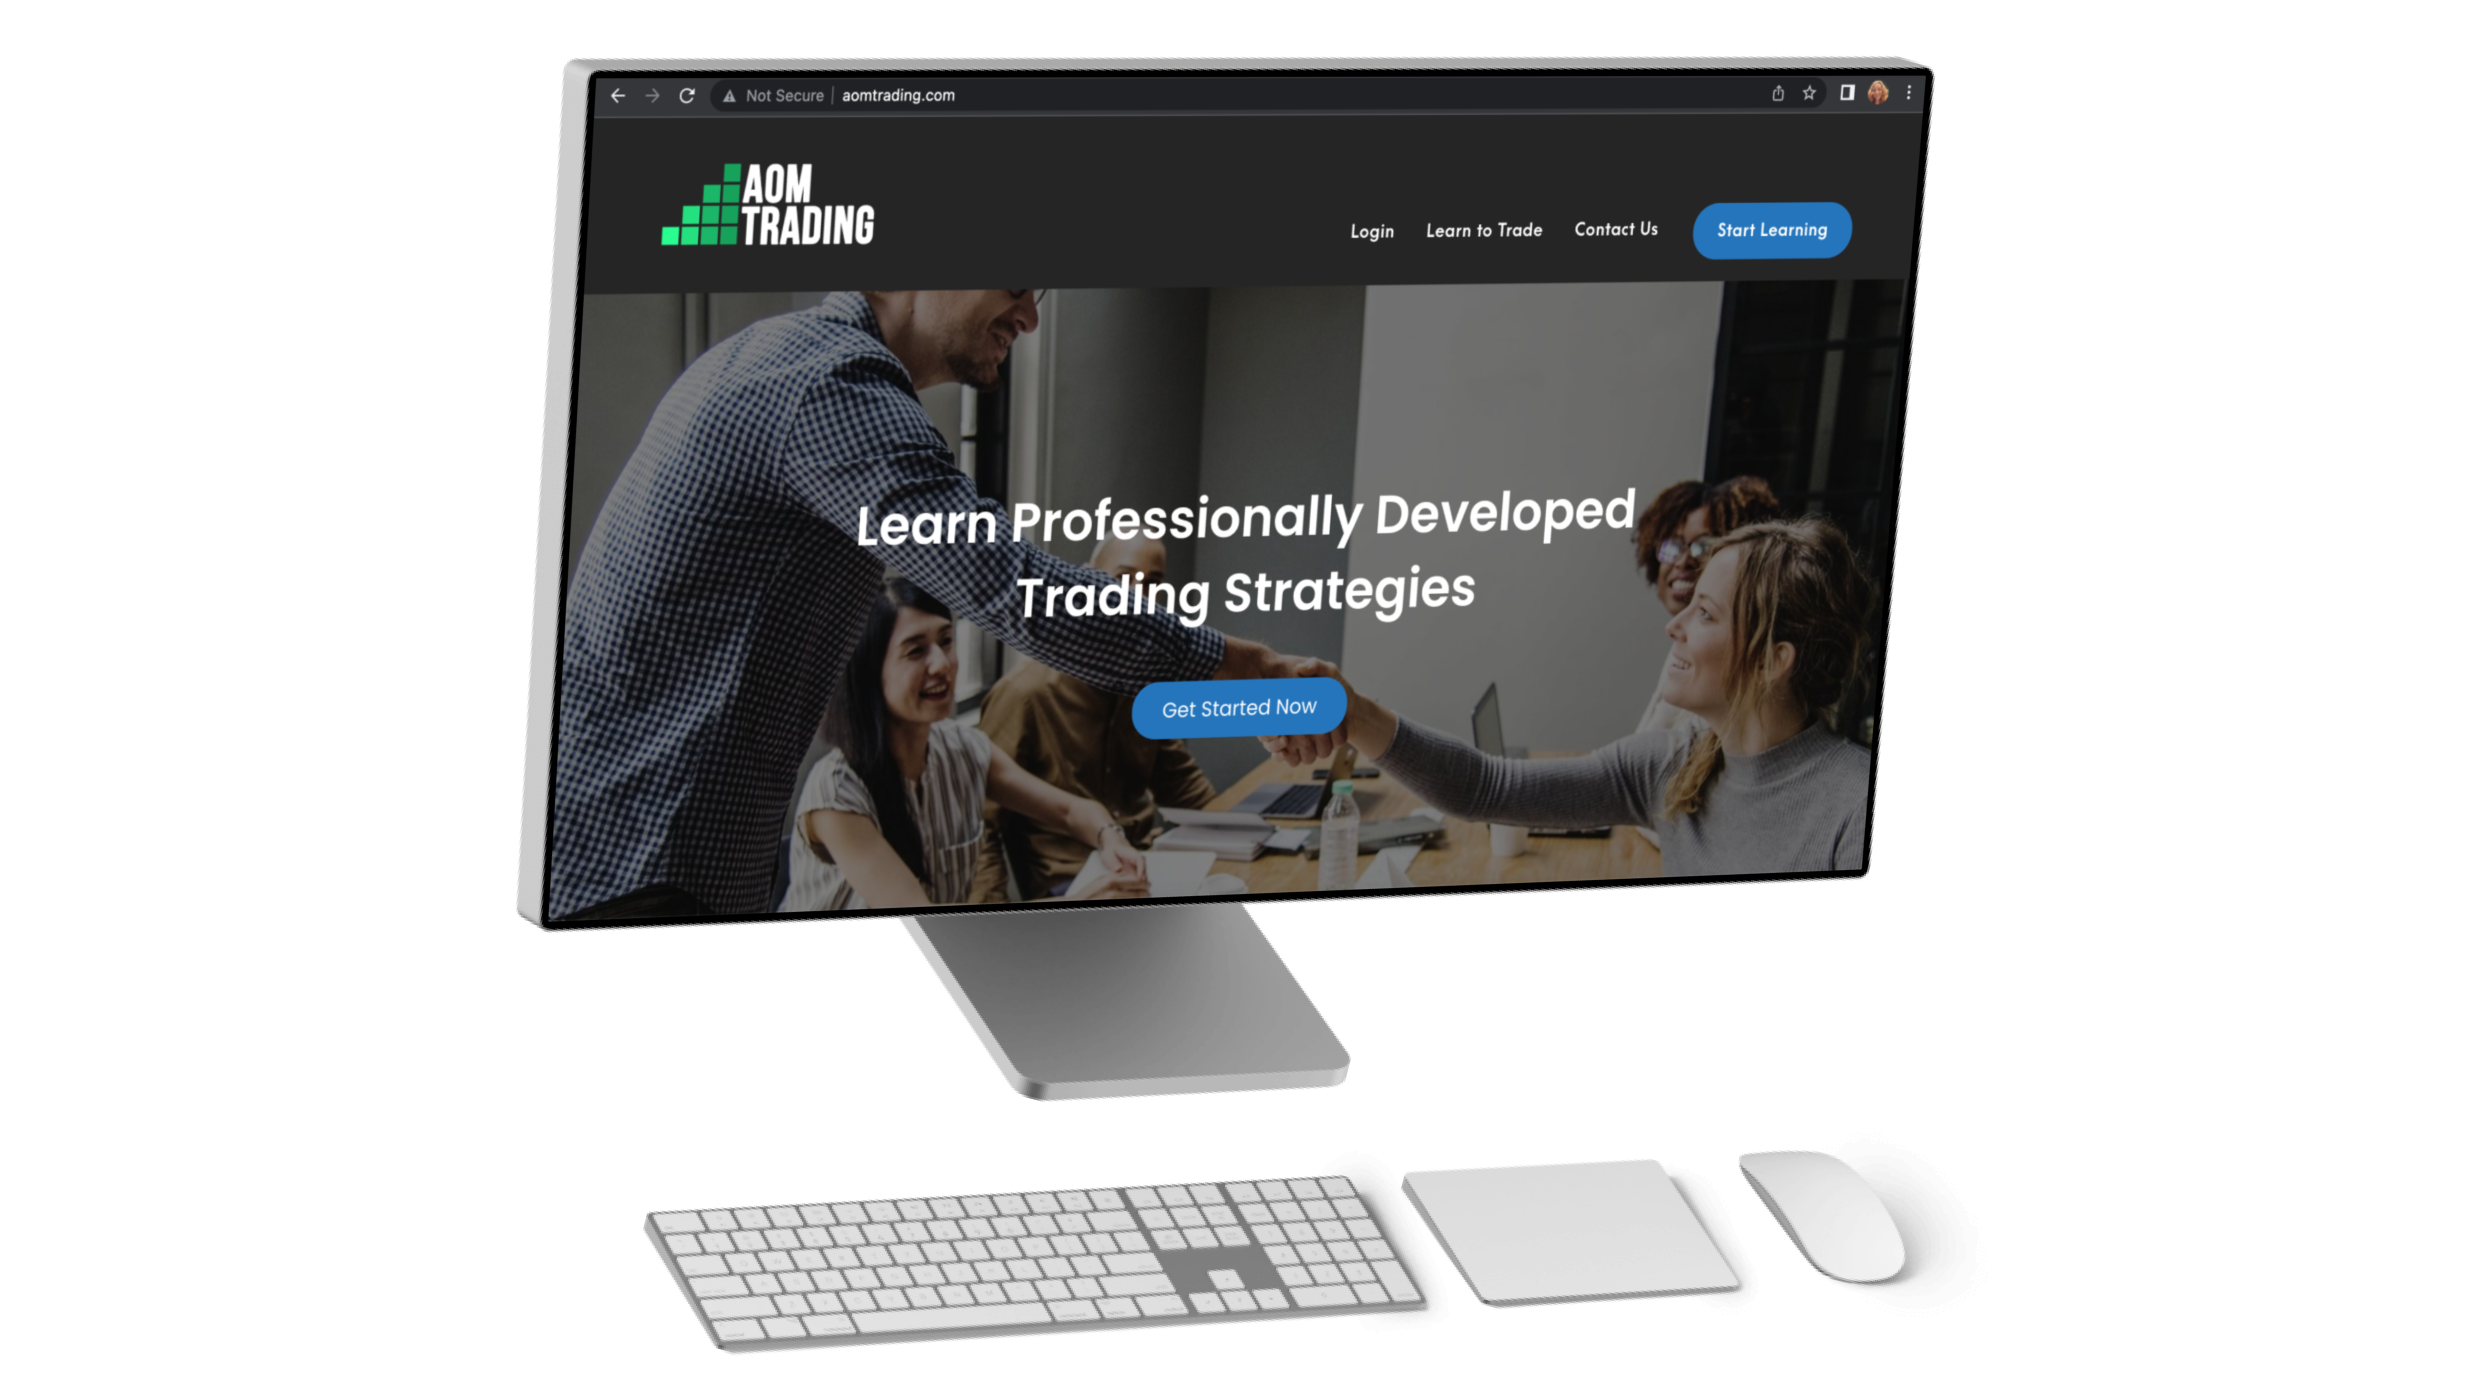 Not Secure | aomtrading.com
AOM
TRADING
Login Learn to Trade Contact Us Start Learning
Learn Professionally Developed
Trading Strategies
Get Started Now